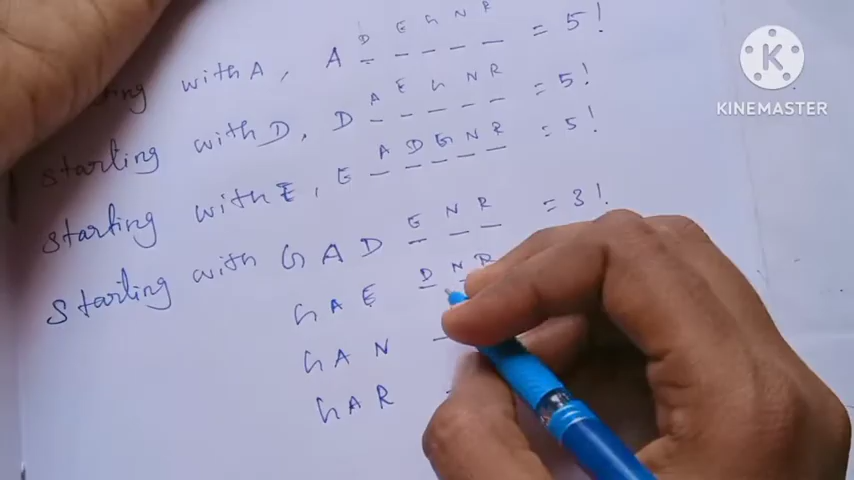 D E G N R
with A, A _ _ _ _ _ = 5!
A E G N R
starting with D, D _ _ _ _ _ = 5!
A D G N R
starting with E, E _ _ _ _ _ = 5!
E N R
starting with G A D _ _ _ = 3!
D N R
G A E _ _
G A N _
G A R
K
KINEMASTER